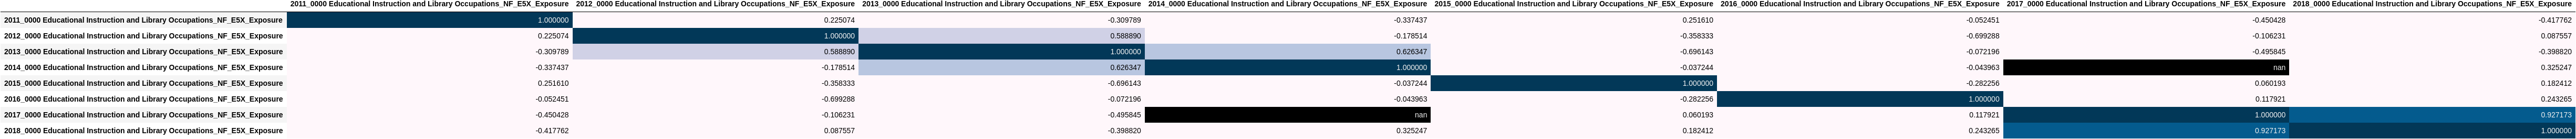 2011_0000 Educational Instruction and Library Occupations_NF_E5X_Exposure 2012_0000 Educational Instruction and Library Occupations_NF_E5X_Exposure 2013_0000 Educational Instruction and Library Occupations_NF_E5X_Exposure 2014_0000 Educational Instruction and Library Occupations_NF_E5X_Exposure 2015_0000 Educational Instruction and Library Occupations_NF_E5X_Exposure 2016_0000 Educational Instruction and Library Occupations_NF_E5X_Exposure 2017_0000 Educational Instruction and Library Occupations_NF_E5X_Exposure 2018_0000 Educational Instruction and Library Occupations_NF_E5X_Exposure
2011_0000 Educational Instruction and Library Occupations_NF_E5X_Exposure 1.000000 0.225074 -0.309789 -0.337437 0.251610 -0.052451 -0.450428 -0.417762
2012_0000 Educational Instruction and Library Occupations_NF_E5X_Exposure 0.225074 1.000000 0.588890 -0.178514 -0.358333 -0.699288 -0.106231 0.087557
2013_0000 Educational Instruction and Library Occupations_NF_E5X_Exposure -0.309789 0.588890 1.000000 0.626347 -0.696143 -0.072196 -0.495845 -0.398820
2014_0000 Educational Instruction and Library Occupations_NF_E5X_Exposure -0.337437 -0.178514 0.626347 1.000000 -0.037244 -0.043963 nan 0.325247
2015_0000 Educational Instruction and Library Occupations_NF_E5X_Exposure 0.251610 -0.358333 -0.696143 -0.037244 1.000000 -0.282256 0.060193 0.182412
2016_0000 Educational Instruction and Library Occupations_NF_E5X_Exposure -0.052451 -0.699288 -0.072196 -0.043963 -0.282256 1.000000 0.117921 0.243265
2017_0000 Educational Instruction and Library Occupations_NF_E5X_Exposure -0.450428 -0.106231 -0.495845 nan 0.060193 0.117921 1.000000 0.927173
2018_0000 Educational Instruction and Library Occupations_NF_E5X_Exposure -0.417762 0.087557 -0.398820 0.325247 0.182412 0.243265 0.927173 1.000000